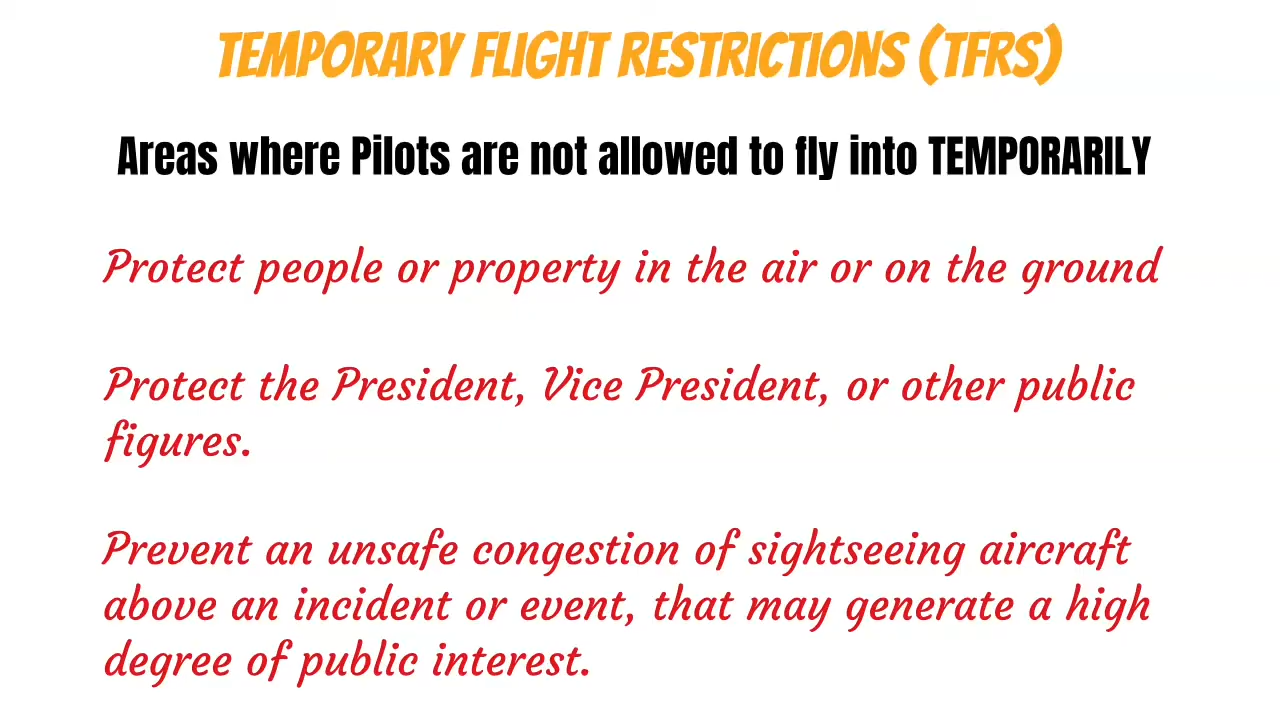 TEMPORARY FLIGHT RESTRICTIONS (TFRS)
Areas where Pilots are not allowed to fly into TEMPORARILY
Protect people or property in the air or on the ground
Protect the President, Vice President, or other public
figures.
Prevent an unsafe congestion of sightseeing aircraft
above an incident or event, that may generate a high
degree of public interest.